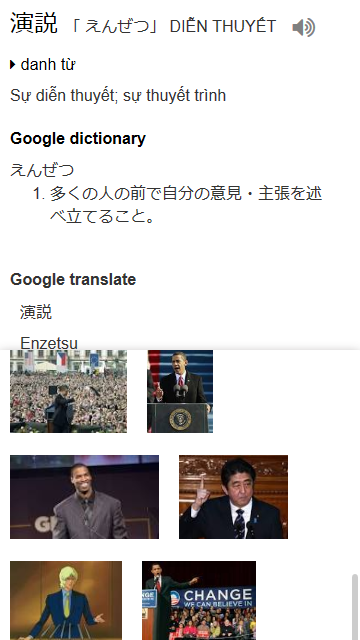 演説 「 えんぜつ」 DIỄN THUYẾT
danh từ
Sự diễn thuyết; sự thuyết trình
Google dictionary
えんぜつ
1. 多くの人の前で自分の意見・主張を述
べ立てること。
Google translate
演説
Enzetsu
CHANGE
WE CAN BELIEVE IN